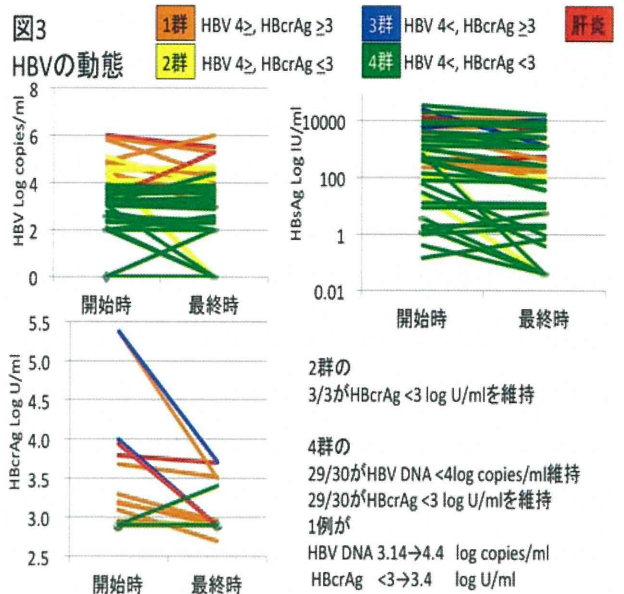 図3
HBVの動態
1群 HBV 4≥, HBcrAg ≥3
3群 HBV 4<, HBcrAg ≥3
肝炎
2群 HBV 4≥, HBcrAg ≤3
4群 HBV 4<, HBcrAg <3
HBV Log copies/ml
8
6
4
2
0
開始時 最終時
HBsAg Log IU/ml
10000
100
1
0.01
開始時 最終時
HBcrAg Log U/ml
5.5
5.0
4.5
4.0
3.5
3.0
2.5
開始時 最終時
2群の
3/3がHBcrAg <3 log U/mlを維持
4群の
29/30がHBV DNA <4log copies/ml維持
29/30がHBcrAg <3 log U/mlを維持
1例が
HBV DNA 3.14→4.4 log copies/ml
HBcrAg <3→3.4 log U/ml